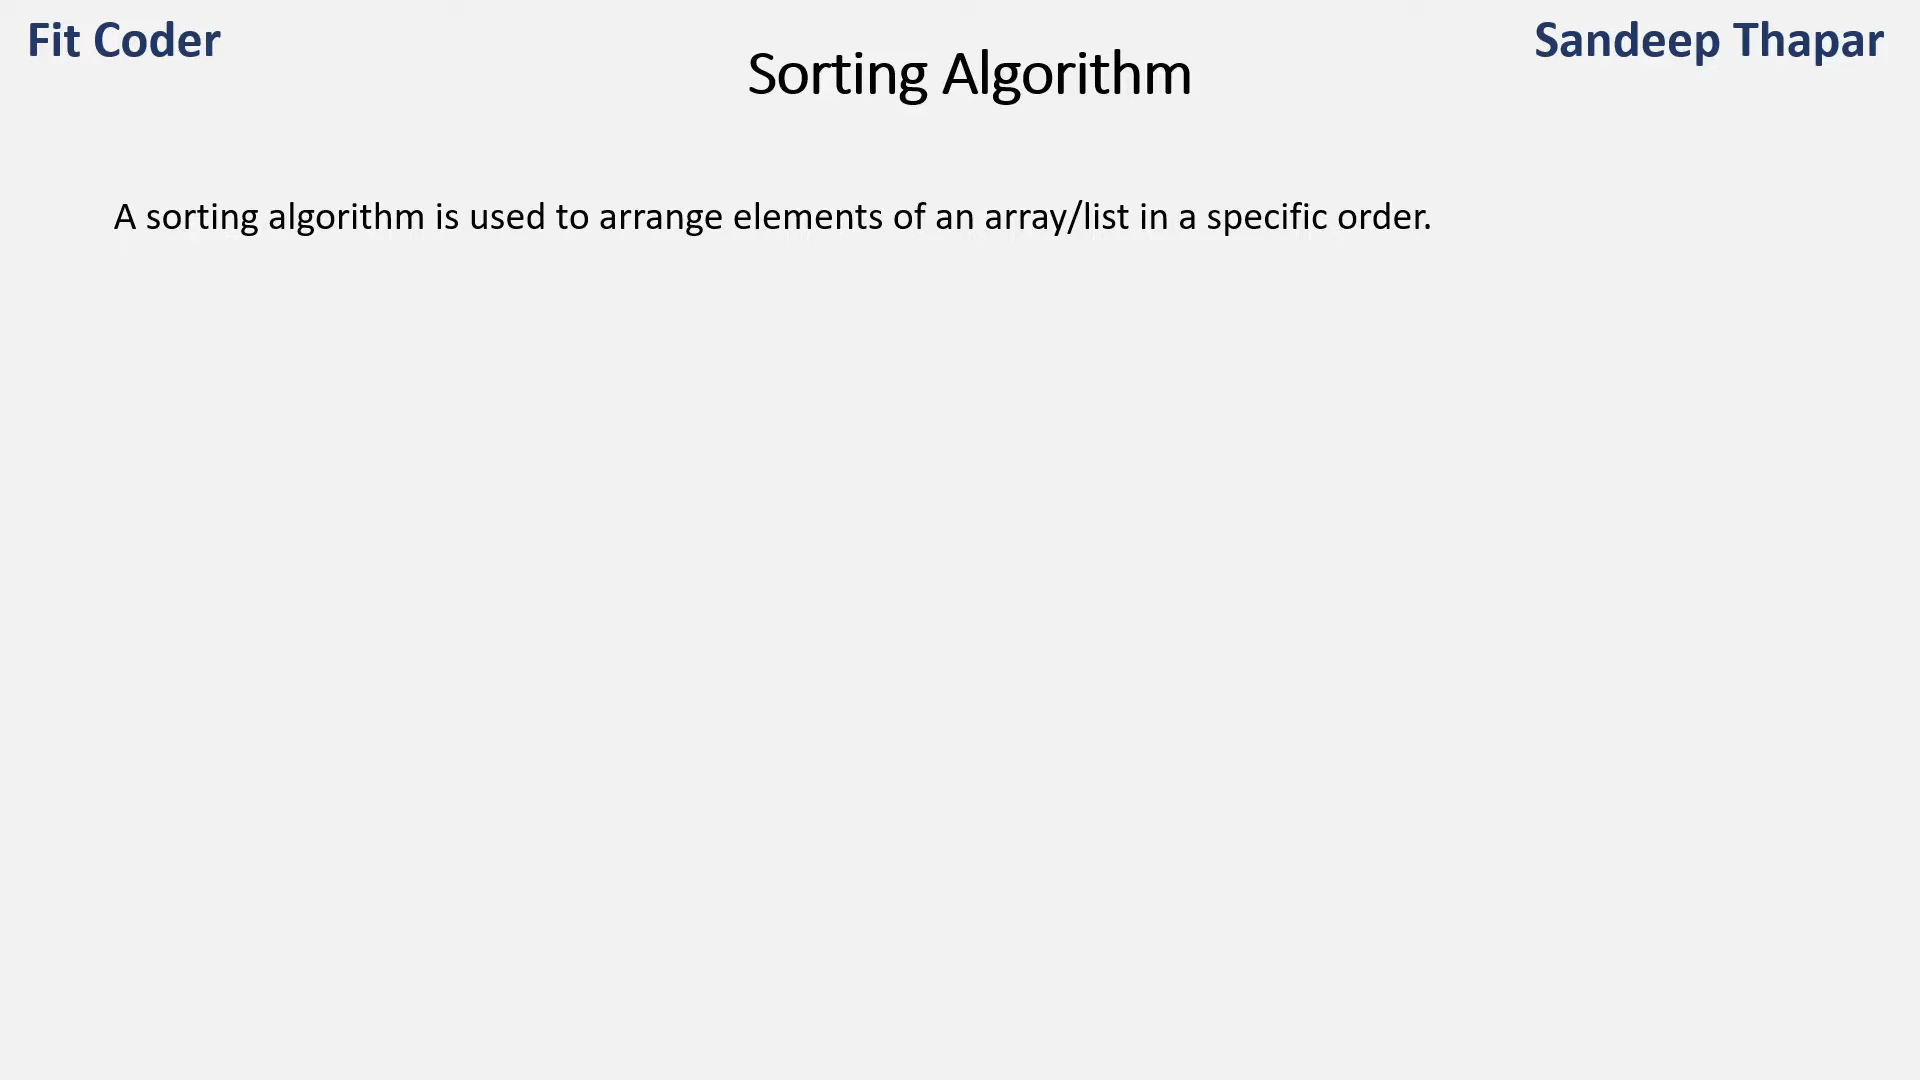 Fit Coder
Sandeep Thapar
Sorting Algorithm
A sorting algorithm is used to arrange elements of an array/list in a specific order.